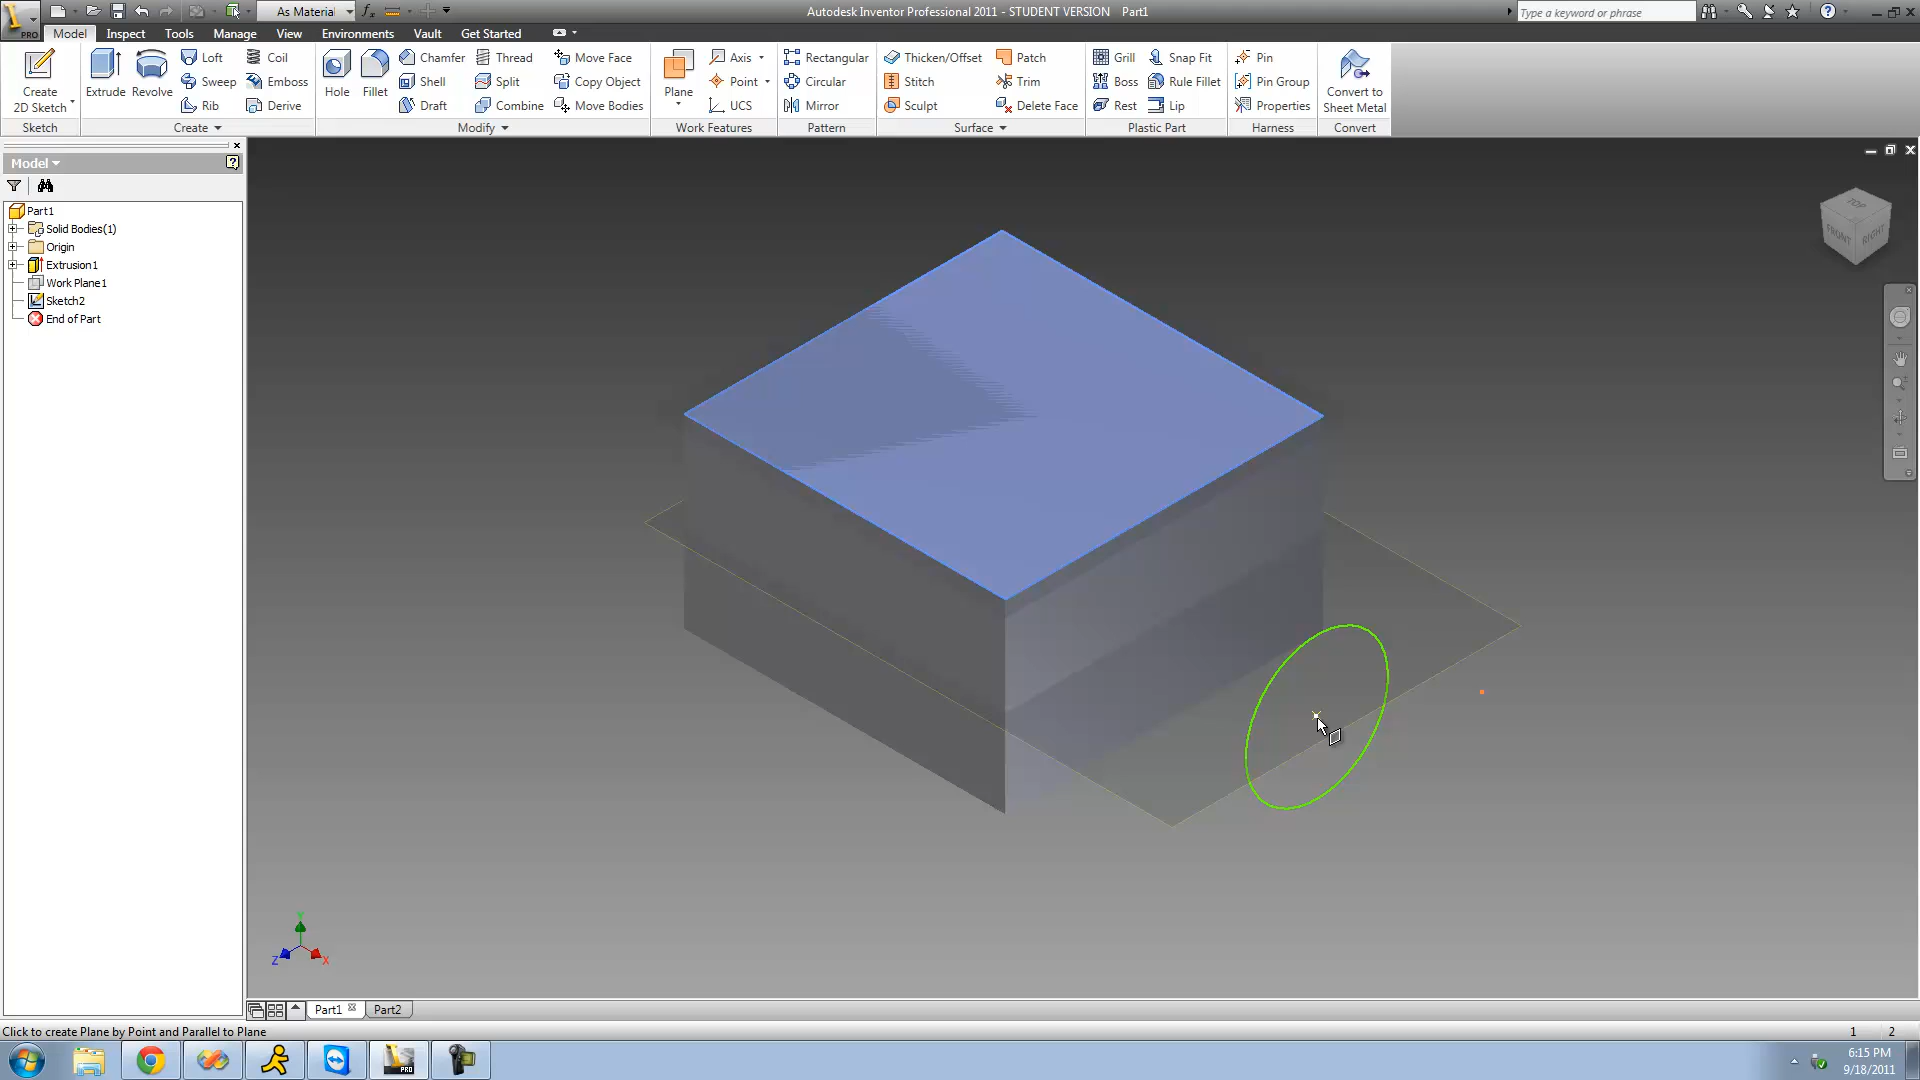 As Material
Autodesk Inventor Professional 2011 - STUDENT VERSION Part1
Type a keyword or phrase
PRO
Model Inspect Tools Manage View Environments Vault Get Started
Create 2D Sketch
Extrude
Revolve
Loft
Sweep
Rib
Coil
Emboss
Derive
Hole
Fillet
Chamfer
Shell
Draft
Thread
Split
Combine
Move Face
Copy Object
Move Bodies
Plane
Axis
Point
UCS
Rectangular
Circular
Mirror
Thicken/Offset
Stitch
Sculpt
Patch
Trim
Delete Face
Grill
Boss
Rest
Snap Fit
Rule Fillet
Lip
Pin
Pin Group
Properties
Convert to Sheet Metal
Sketch Create Modify Work Features Pattern Surface Plastic Part Harness Convert
Model
Part1
Solid Bodies(1)
Origin
Extrusion1
Work Plane1
Sketch2
End of Part
TOP
FRONT RIGHT
Y
Z X
Part1 Part2
Click to create Plane by Point and Parallel to Plane
1 2
PRO
6:15 PM
9/18/2011